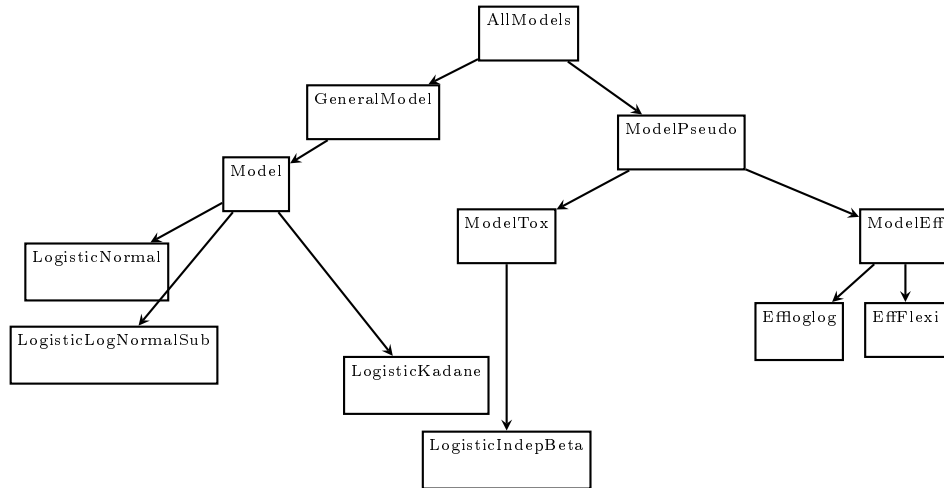 AllModels
GeneralModel
ModelPseudo
Model
ModelTox
ModelEff
LogisticNormal
Effloglog
EffFlexi
LogisticLogNormalSub
LogisticKadane
LogisticIndepBeta